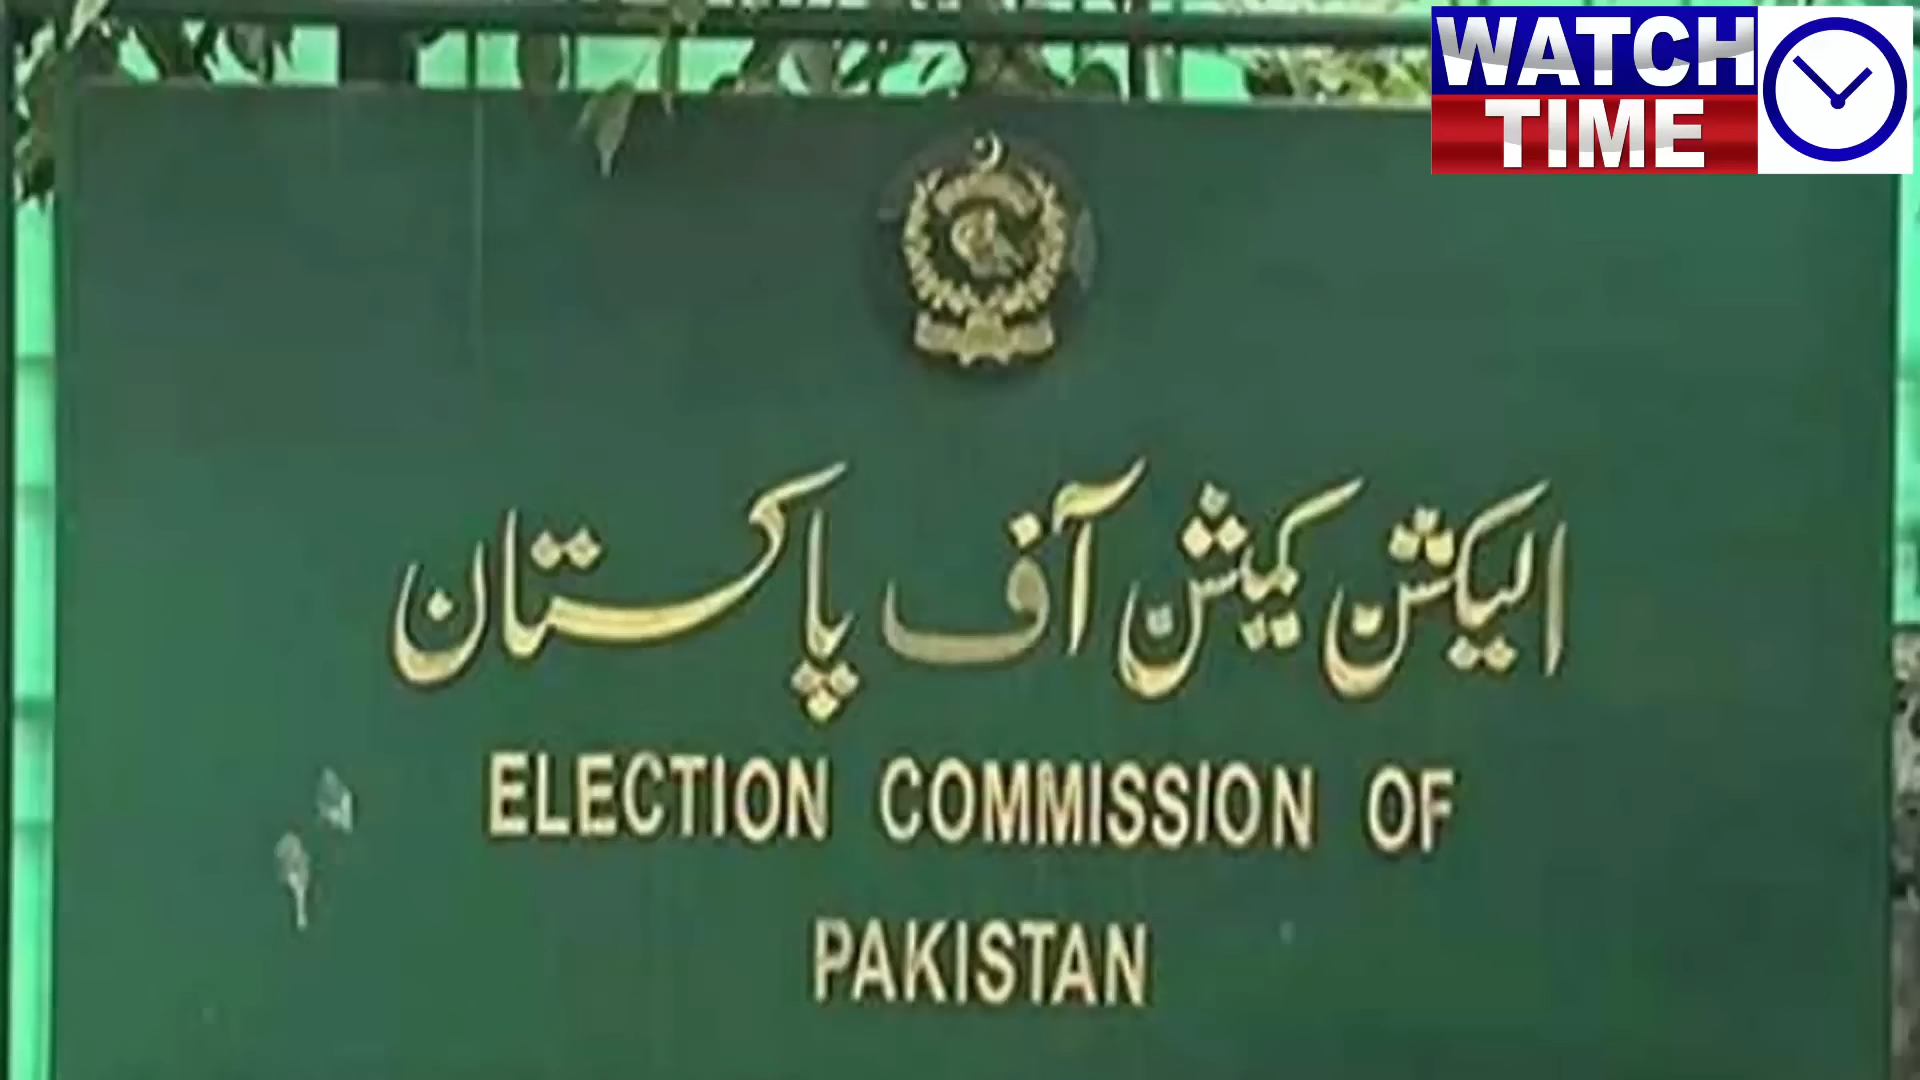 WATCH
TIME
الیکشن کمیشن آف پاکستان
ELECTION COMMISSION OF
PAKISTAN